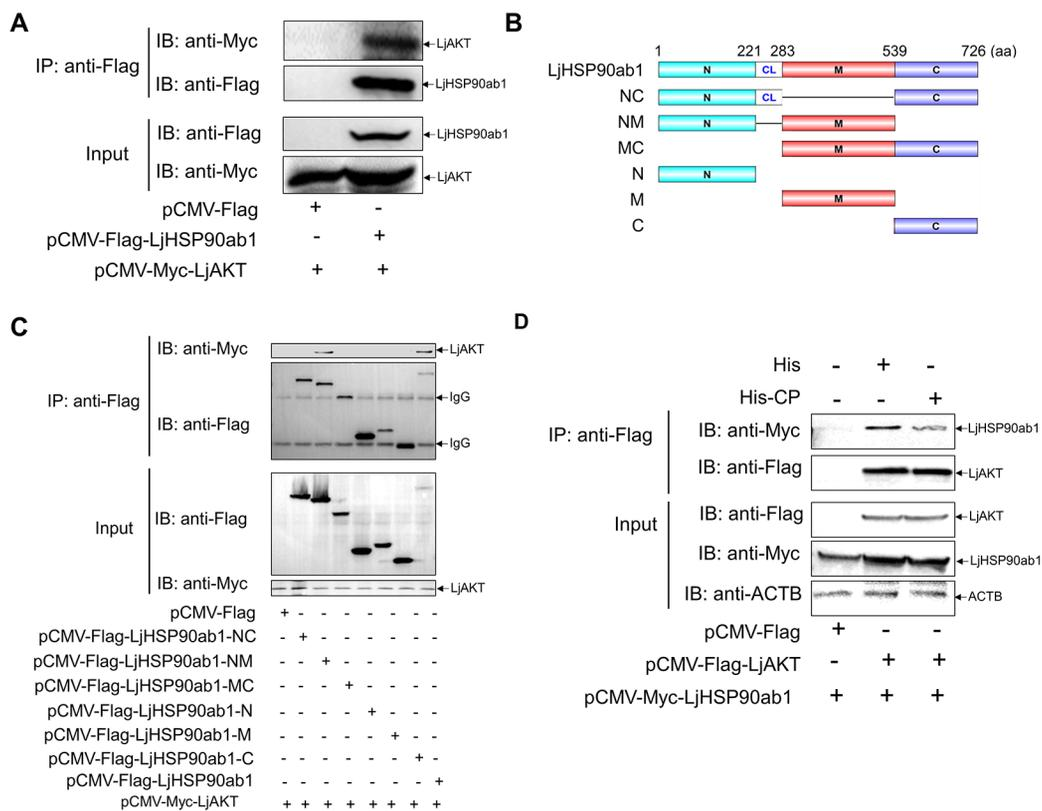 A
IP: anti-Flag
IB: anti-Myc
LjAKT
IB: anti-Flag
LjHSP90ab1
Input
IB: anti-Flag
LjHSP90ab1
IB: anti-Myc
LjAKT
pCMV-Flag + -
pCMV-Flag-LjHSP90ab1 - +
pCMV-Myc-LjAKT + +
B
1 221 283 539 726 (aa)
LjHSP90ab1 N CL M C
NC N CL C
NM N M
MC M C
N N
M M
C C
C
IP: anti-Flag
IB: anti-Myc
LjAKT
IB: anti-Flag
IgG
IgG
Input
IB: anti-Flag
IB: anti-Myc
LjAKT
pCMV-Flag + - - - - - - -
pCMV-Flag-LjHSP90ab1-NC - + - - - - - -
pCMV-Flag-LjHSP90ab1-NM - - + - - - - -
pCMV-Flag-LjHSP90ab1-MC - - - + - - - -
pCMV-Flag-LjHSP90ab1-N - - - - + - - -
pCMV-Flag-LjHSP90ab1-M - - - - - + - -
pCMV-Flag-LjHSP90ab1-C - - - - - - + -
pCMV-Flag-LjHSP90ab1 - - - - - - - +
pCMV-Myc-LjAKT + + + + + + + +
D
His - + -
His-CP - - +
IP: anti-Flag
IB: anti-Myc
LjHSP90ab1
IB: anti-Flag
LjAKT
Input
IB: anti-Flag
LjAKT
IB: anti-Myc
LjHSP90ab1
IB: anti-ACTB
ACTB
pCMV-Flag + - -
pCMV-Flag-LjAKT - + +
pCMV-Myc-LjHSP90ab1 + + +